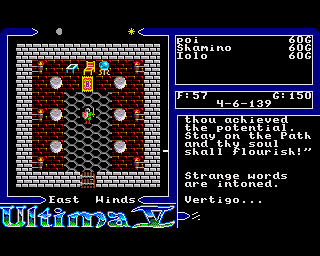 poi 60G
Shamino 60G
Iolo 60G
F:57 G:150
4-6-139
thou achieved
the potential.
Stay on the Path
and thy soul
shall flourish!"
Strange words
are intoned.
Vertigo...
East Winds
Ultima V